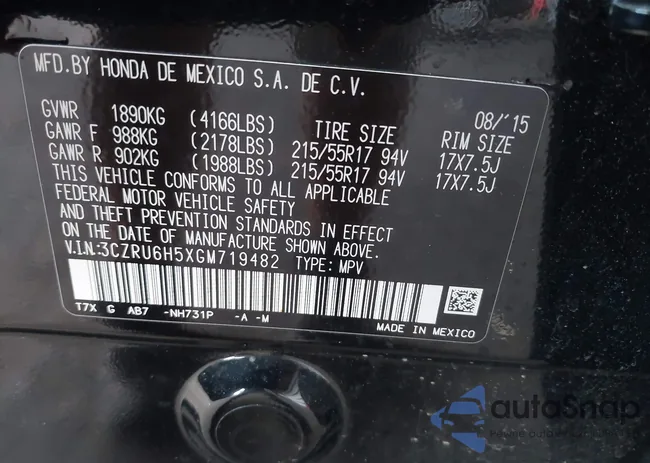 MFD.BY HONDA DE MEXICO S.A. DE C.V.
08/'15
GVWR 1890KG (4166LBS) TIRE SIZE RIM SIZE
GAWR F 988KG (2178LBS) 215/55R17 94V 17X7.5J
GAWR R 902KG (1988LBS) 215/55R17 94V 17X7.5J
THIS VEHICLE CONFORMS TO ALL APPLICABLE
FEDERAL MOTOR VEHICLE SAFETY
AND THEFT PREVENTION STANDARDS IN EFFECT
ON THE DATE OF MANUFACTURE SHOWN ABOVE.
V.I.N:3CZRU6H5XGM719482 TYPE: MPV
T7X G AB7 -NH731P -A -M
MADE IN MEXICO
autoSnap